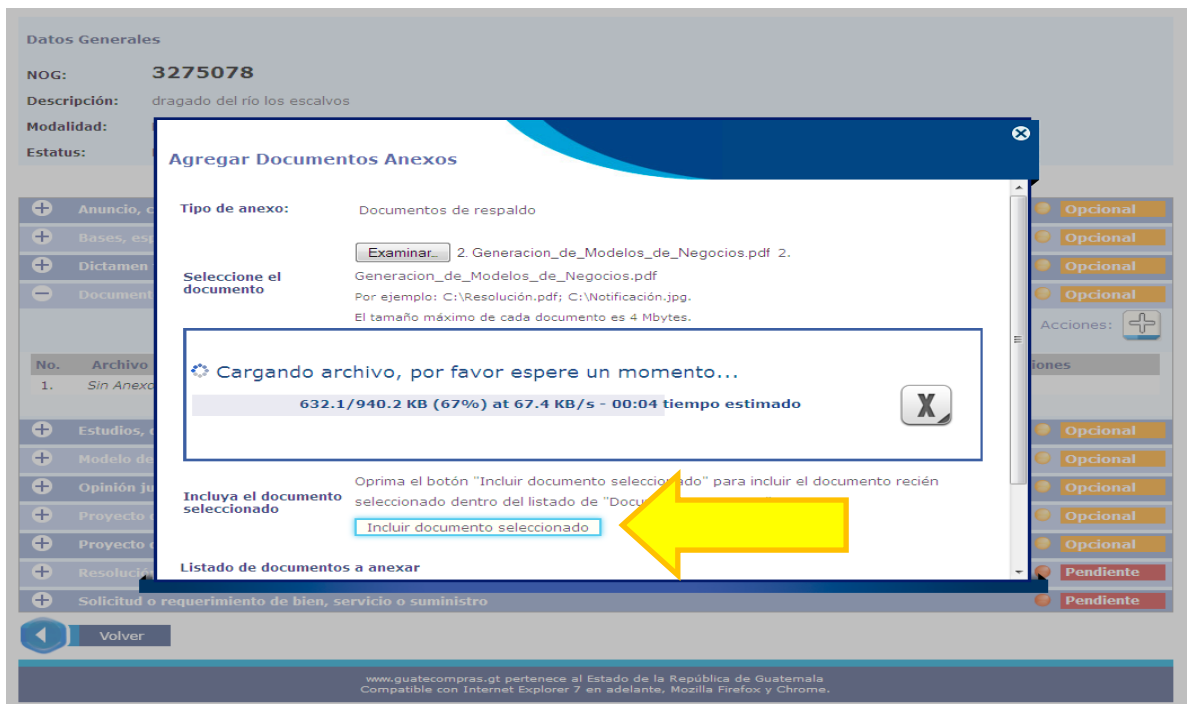 Datos Generales
NOG: 3275078
Descripción: dragado del río los escalvos
Modalidad:
Estatus:
Agregar Documentos Anexos
Tipo de anexo: Documentos de respaldo
Examinar_ 2. Generacion_de_Modelos_de_Negocios.pdf 2.
Seleccione el documento Generacion_de_Modelos_de_Negocios.pdf
Por ejemplo: C:\Resolución.pdf; C:\Notificación.jpg.
El tamaño máximo de cada documento es 4 Mbytes.
Cargando archivo, por favor espere un momento...
632.1/940.2 KB (67%) at 67.4 KB/s - 00:04 tiempo estimado
X
Oprima el botón "Incluir documento seleccionado" para incluir el documento recién
Incluya el documento seleccionado seleccionado dentro del listado de
Incluir documento seleccionado
Listado de documentos a anexar
Anuncio, Opcional
Bases, Opcional
Dictamen Opcional
Document Opcional
Acciones:
No. Archivo iones
1. Sin Anexo
Estudios, Opcional
Modelo de Opcional
Opinión Opcional
Proyecto Opcional
Proyecto Opcional
Resolución Pendiente
Solicitud o requerimiento de bien, servicio o suministro Pendiente
Volver
www.guatecompras.gt pertenece al Estado de la República de Guatemala
Compatible con Internet Explorer 7 en adelante, Mozilla Firefox y Chrome.